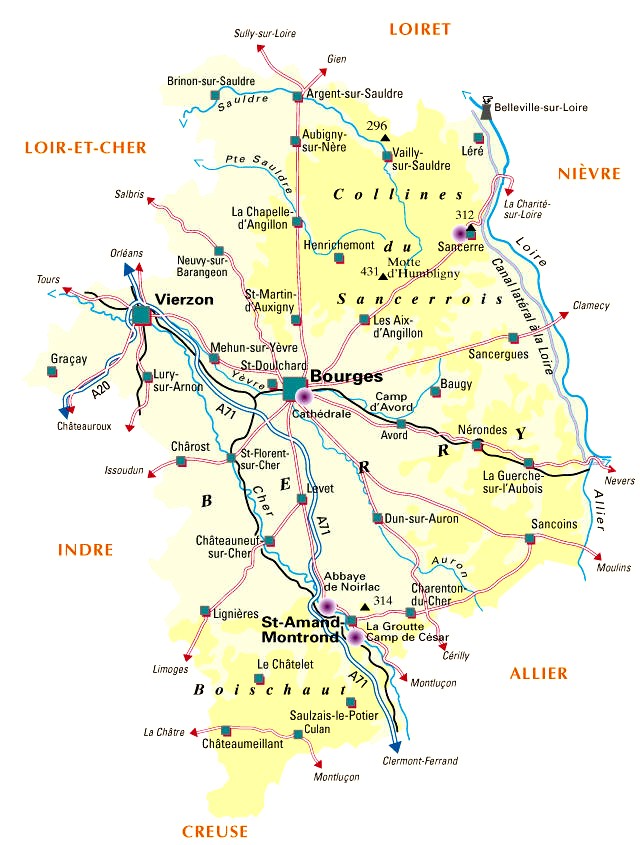 LOIRET
Sully-sur-Loire
Gien
Brinon-sur-Sauldre
Argent-sur-Sauldre
Sauldre
Belleville-sur-Loire
296
Aubigny-
sur-Nère
Léré
LOIR-ET-CHER
Vailly-
sur-Sauldre
Pte Sauldre
NIÈVRE
Collines
Salbris
La Charité-
sur-Loire
La Chapelle-
d'Angillon
312
Sancerre
Henrichemont
du
Loire
Orléans
Neuvy-sur-
Barangeon
Motte
431 d'Humbligny
Canal latéral à la Loire
Tours
Vierzon
St-Martin-
d'Auxigny
Sancerrois
Clamecy
Les Aix-
d'Angillon
Mehun-sur-Yèvre
Sancergues
Graçay
St-Doulchard
Lury-
sur-Arnon
Yèvre
Bourges
Baugy
A20
A71
Cathédrale
Camp
d'Avord
Châteauroux
Avord
Nérondes
BERRY
Chârost
St-Florent-
sur-Cher
Issoudun
La Guerche-
sur-l'Aubois
Nevers
Cher
Levet
Allier
A71
Dun-sur-Auron
Sancoins
INDRE
Châteauneuf-
sur-Cher
Auron
Moulins
Abbaye
de Noirlac
Charenton-
du-Cher
Lignières
314
St-Amand-
Montrond
La Groutte
Camp de César
Limoges
Cérilly
Le Châtelet
ALLIER
A71
Montluçon
Boischaut
Saulzais-le-Potier
La Châtre
Culan
Châteaumeillant
Clermont-Ferrand
Montluçon
CREUSE